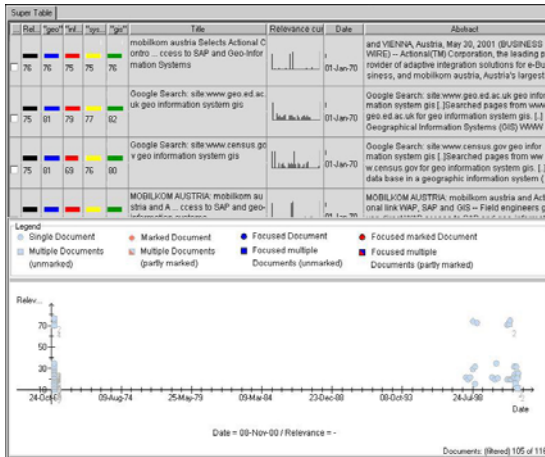 Super Table
... Rel... "geo" "inf... "sys... "gis" Title Relevance cur Date Abstract
mobilkom austria Selects Actional C
ontro ... ccess to SAP and Geo-Infor
mation Systems
76 76 75 75 76
01-Jan-70
and VIENNA, Austria, May 30, 2001 (BUSINESS
WIRE) -- Actional(TM) Corporation, the leading p
rovider of adaptive integration solutions for e-Bu
siness, and mobilkom austria, Austria's largest
Google Search: site:www.geo.ed.ac.
uk geo information system gis
75 81 79 77 82
01-Jan-70
Google Search: site:www.geo.ed.ac.uk geo infor
mation system gis [..]Searched pages from www.
geo.ed.ac.uk for geo information system gis. [..]
Geographical Information Systems (GIS) WWW
Google Search: site:www.census.go
v geo information system gis
75 81 69 76 80
01-Jan-70
Google Search: site:www.census.gov geo infor
mation system gis [..]Searched pages from ww
w.census.gov for geo information system gis. [..]
data base in a geographic information system (
MOBILKOM AUSTRIA: mobilkom au
stria and A ... ccess to SAP and geo-
MOBILKOM AUSTRIA: mobilkom austria and Act
onal link WAP, SAP and GIS -- Field engineers g
Legend
Single Document
Marked Document
Focused Document
Focused marked Document
Multiple Documents
(unmarked)
Multiple Documents
(partly marked)
Focused multiple
Documents (unmarked)
Focused multiple
Documents (partly marked)
Relev...
70
50
30
10
24-Oct-69 09-Aug-74 25-May-79 09-Mar-84 23-Dec-88 08-Oct-93 24-Jul-98
Date
Date = 08-Nov-00 / Relevance = -
Documents: (filtered) 105 of 116